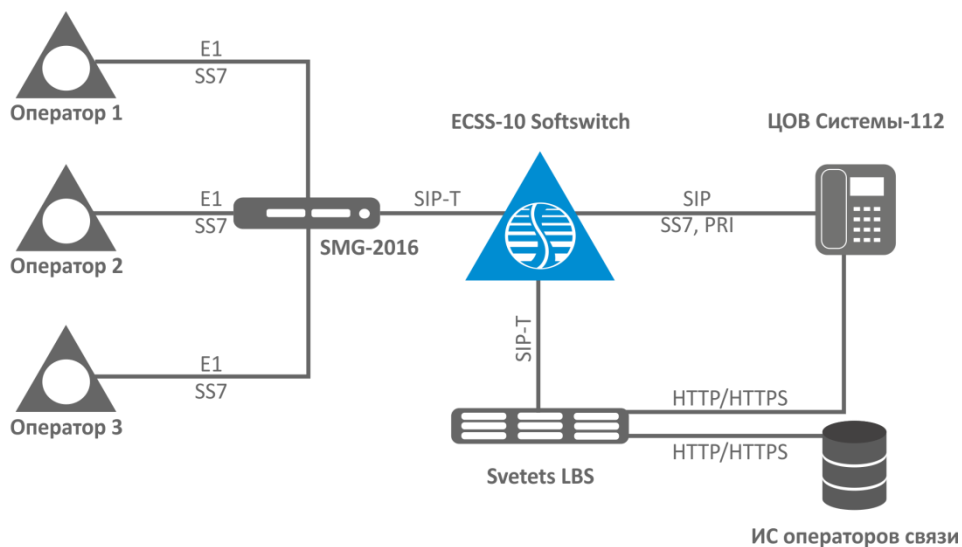 E1
SS7
Оператор 1
ECSS-10 Softswitch
ЦОВ Системы-112
E1
SS7
Оператор 2
SMG-2016
SIP-T
SIP
SS7, PRI
SIP-T
E1
SS7
Оператор 3
HTTP/HTTPS
HTTP/HTTPS
Svetets LBS
ИС операторов связи